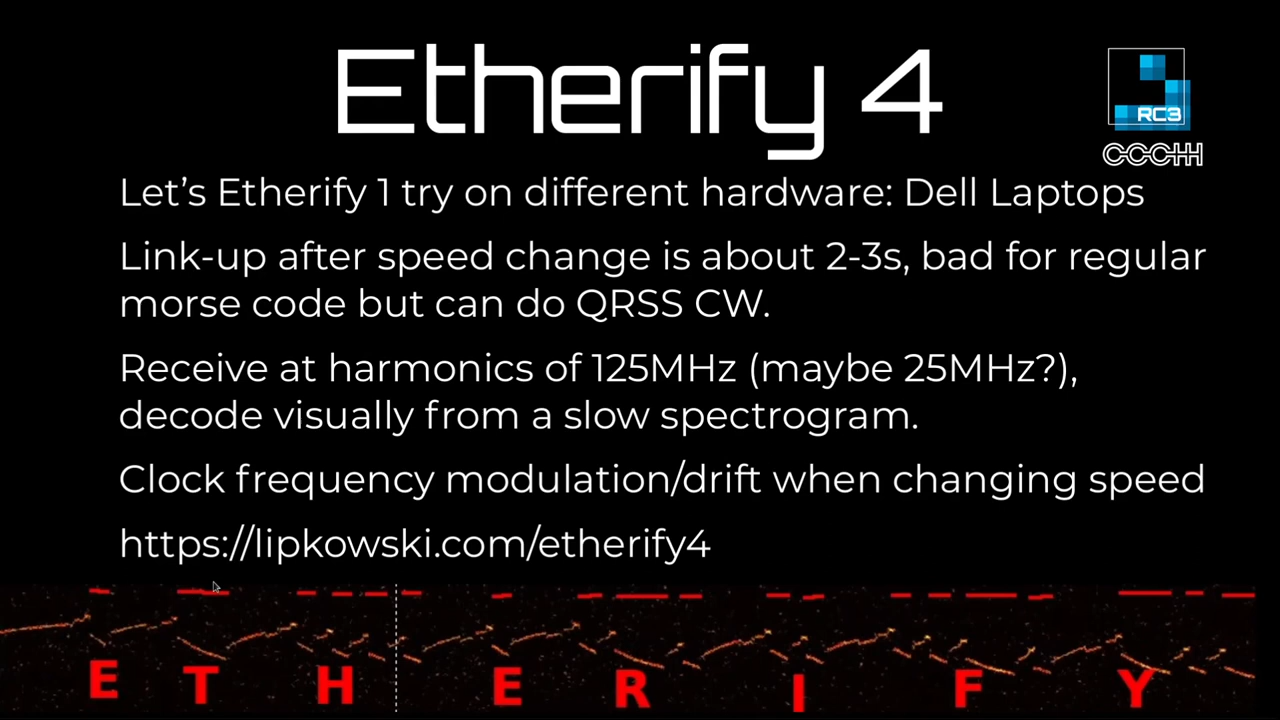 Etherify 4
RC3
CCCHH
Let's Etherify 1 try on different hardware: Dell Laptops
Link-up after speed change is about 2-3s, bad for regular
morse code but can do QRSS CW.
Receive at harmonics of 125MHz (maybe 25MHz?),
decode visually from a slow spectrogram.
Clock frequency modulation/drift when changing speed
https://lipkowski.com/etherify4
E T H E R I F Y